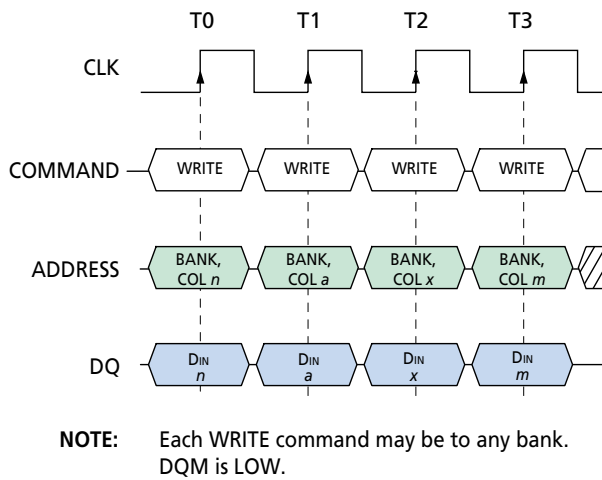 T0 T1 T2 T3
CLK
COMMAND WRITE WRITE WRITE WRITE
BANK, BANK, BANK, BANK,
ADDRESS
COL n COL a COL x COL m
DIN DIN DIN DIN
DQ
n a x m
NOTE: Each WRITE command may be to any bank.
DQM is LOW.